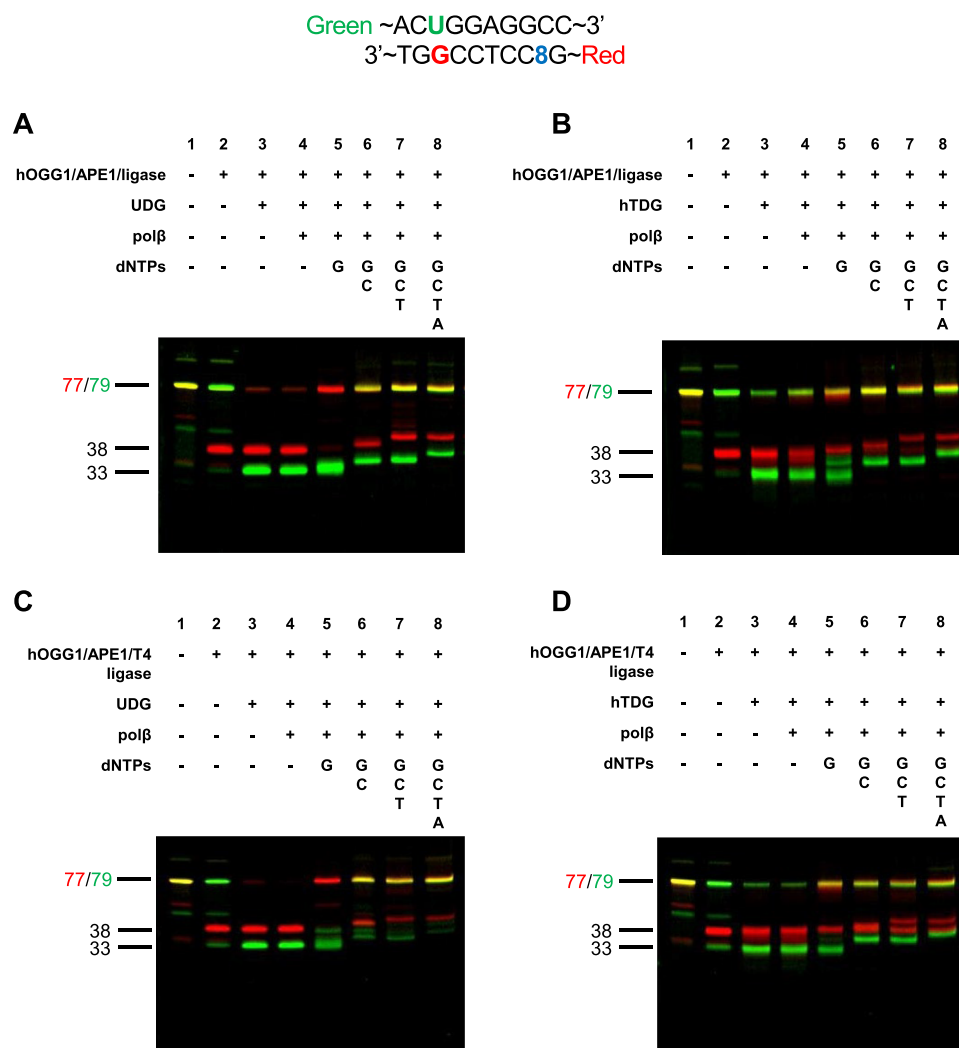 Green ~ACUGGAGGCC~3’
3’~TGGCCTCC8G~Red
A
1 2 3 4 5 6 7 8
hOGG1/APE1/ligase - + + + + + + +
UDG - - + + + + + +
polβ - - - + + + + +
dNTPs - - - - G G G G
C C C
T T
A
77/79
38
33
B
1 2 3 4 5 6 7 8
hOGG1/APE1/ligase - + + + + + + +
hTDG - - + + + + + +
polβ - - - + + + + +
dNTPs - - - - G G G G
C C C
T T
A
77/79
38
33
C
1 2 3 4 5 6 7 8
hOGG1/APE1/T4 - + + + + + + +
ligase
UDG - - + + + + + +
polβ - - - + + + + +
dNTPs - - - - G G G G
C C C
T T
A
77/79
38
33
D
1 2 3 4 5 6 7 8
hOGG1/APE1/T4 - + + + + + + +
ligase
hTDG - - + + + + + +
polβ - - - + + + + +
dNTPs - - - - G G G G
C C C
T T
A
77/79
38
33